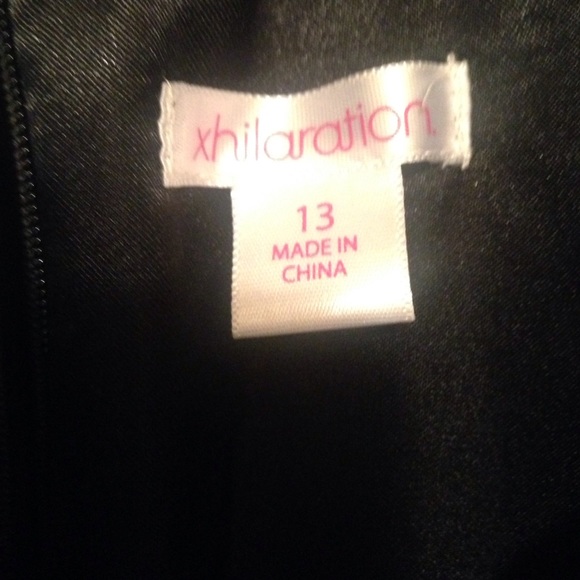 xhilaration.
13
MADE IN
CHINA